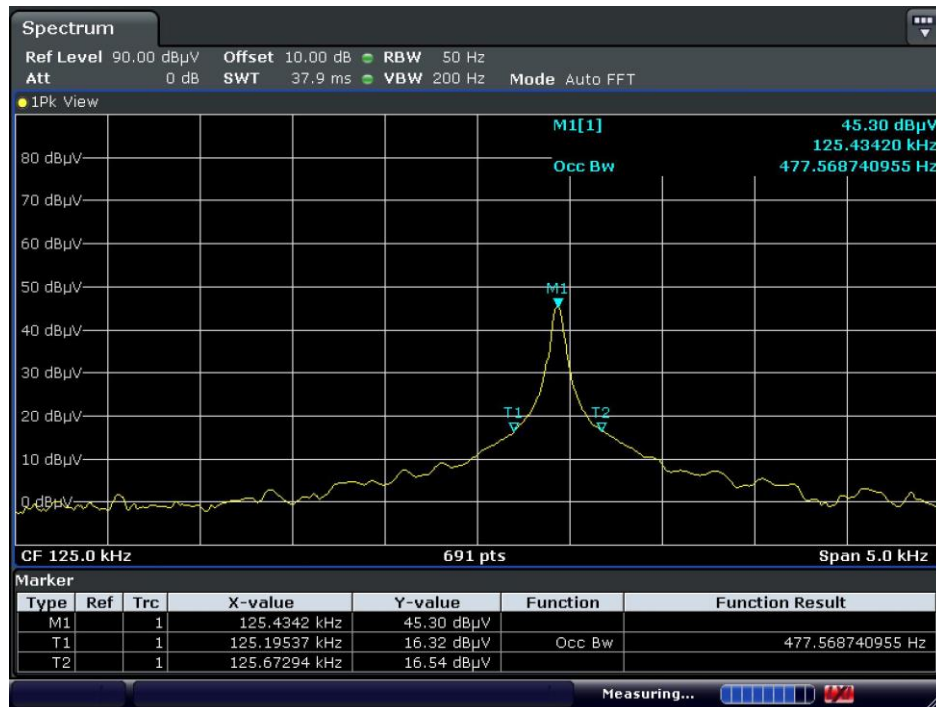 Spectrum
Ref Level 90.00 dBµV Offset 10.00 dB RBW 50 Hz
Att 0 dB SWT 37.9 ms VBW 200 Hz Mode Auto FFT
1Pk View
M1[1] 45.30 dBµV
125.43420 kHz
Occ Bw 477.568740955 Hz
80 dBµV
70 dBµV
60 dBµV
50 dBµV
M1
40 dBµV
30 dBµV
20 dBµV
T1 T2
10 dBµV
0 dBµV
CF 125.0 kHz 691 pts Span 5.0 kHz
Marker
Type Ref Trc X-value Y-value Function Function Result
M1 1 125.4342 kHz 45.30 dBµV
T1 1 125.19537 kHz 16.32 dBµV Occ Bw 477.568740955 Hz
T2 1 125.67294 kHz 16.54 dBµV
Measuring...